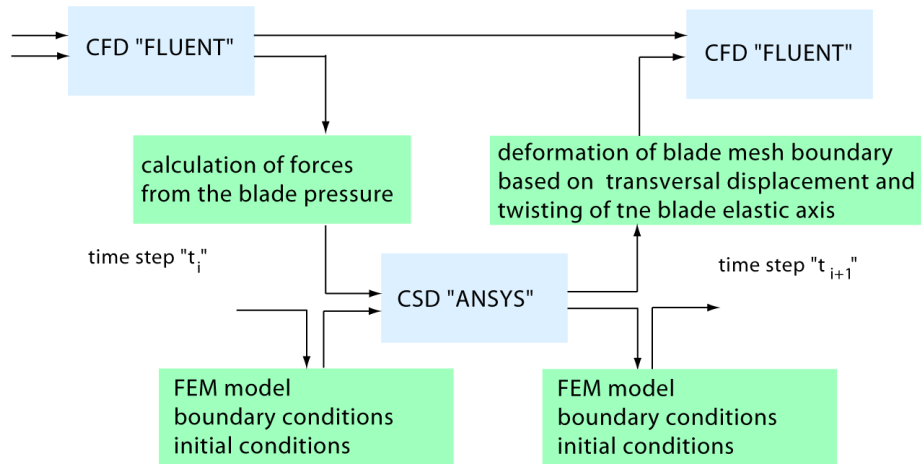 CFD "FLUENT"
CFD "FLUENT"
calculation of forces
from the blade pressure
deformation of blade mesh boundary
based on transversal displacement and
twisting of tne blade elastic axis
time step "t_i"
time step "t_{i+1}"
CSD "ANSYS"
FEM model
boundary conditions
initial conditions
FEM model
boundary conditions
initial conditions